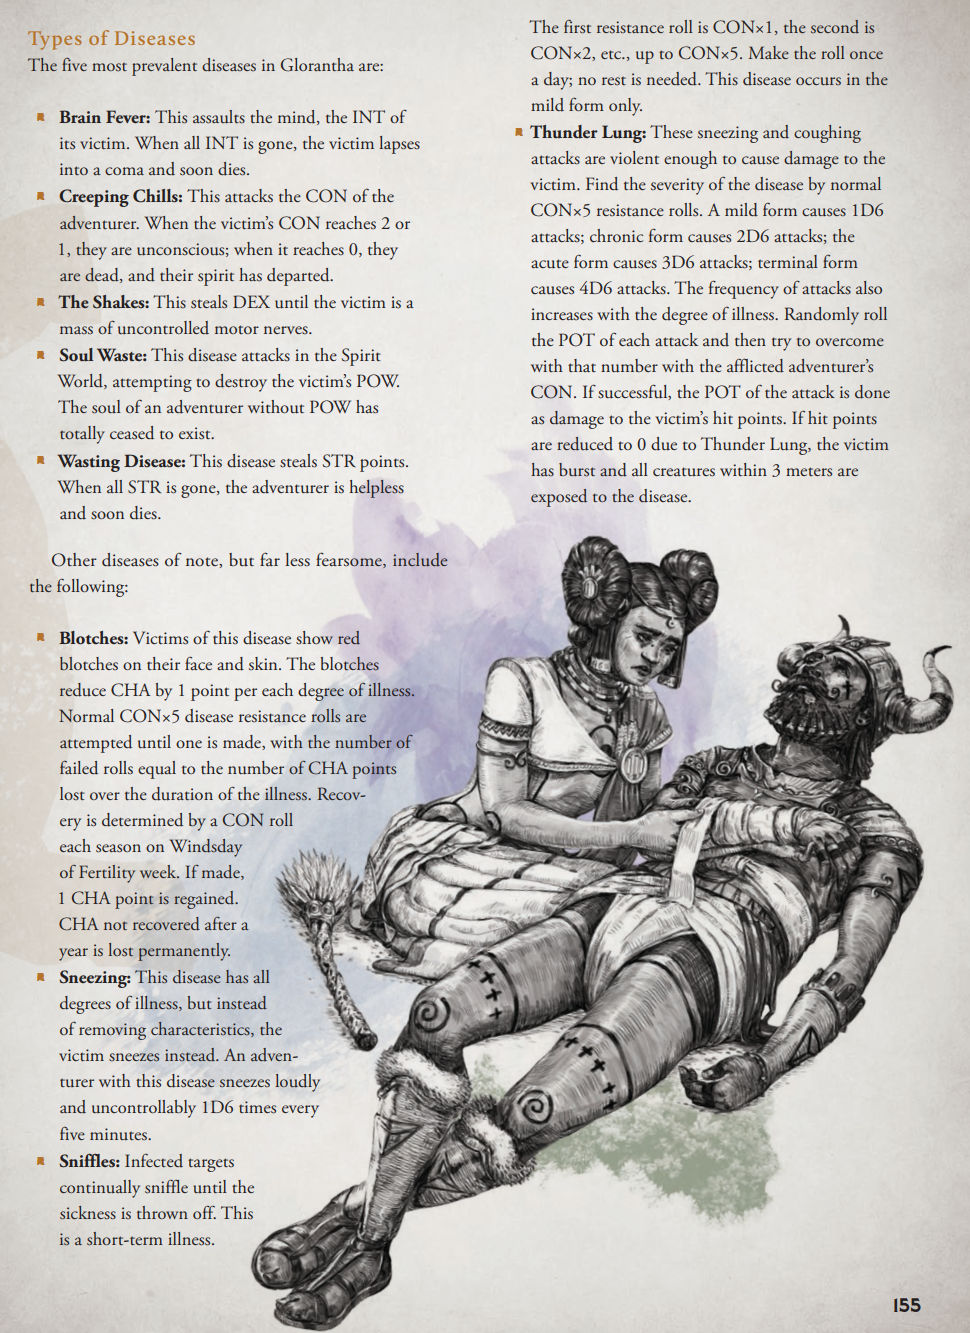 Types of Diseases
The five most prevalent diseases in Glorantha are:
Brain Fever: This assaults the mind, the INT of
its victim. When all INT is gone, the victim lapses
into a coma and soon dies.
Creeping Chills: This attacks the CON of the
adventurer. When the victim's CON reaches 2 or
1, they are unconscious; when it reaches 0, they
are dead, and their spirit has departed.
The Shakes: This steals DEX until the victim is a
mass of uncontrolled motor nerves.
Soul Waste: This disease attacks in the Spirit
World, attempting to destroy the victim's POW.
The soul of an adventurer without POW has
totally ceased to exist.
Wasting Disease: This disease steals STR points.
When all STR is gone, the adventurer is helpless
and soon dies.
Other diseases of note, but far less fearsome, include
the following:
Blotches: Victims of this disease show red
blotches on their face and skin. The blotches
reduce CHA by 1 point per each degree of illness.
Normal CON×5 disease resistance rolls are
attempted until one is made, with the number of
failed rolls equal to the number of CHA points
lost over the duration of the illness. Recov-
ery is determined by a CON roll
each season on Windsday
of Fertility week. If made,
1 CHA point is regained.
CHA not recovered after a
year is lost permanently.
Sneezing: This disease has all
degrees of illness, but instead
of removing characteristics, the
victim sneezes instead. An adven-
turer with this disease sneezes loudly
and uncontrollably 1D6 times every
five minutes.
Sniffles: Infected targets
continually sniffle until the
sickness is thrown off. This
is a short-term illness.
The first resistance roll is CON×1, the second is
CON×2, etc., up to CON×5. Make the roll once
a day; no rest is needed. This disease occurs in the
mild form only.
Thunder Lung: These sneezing and coughing
attacks are violent enough to cause damage to the
victim. Find the severity of the disease by normal
CON×5 resistance rolls. A mild form causes 1D6
attacks; chronic form causes 2D6 attacks; the
acute form causes 3D6 attacks; terminal form
causes 4D6 attacks. The frequency of attacks also
increases with the degree of illness. Randomly roll
the POT of each attack and then try to overcome
with that number with the afflicted adventurer's
CON. If successful, the POT of the attack is done
as damage to the victim's hit points. If hit points
are reduced to 0 due to Thunder Lung, the victim
has burst and all creatures within 3 meters are
exposed to the disease.
155